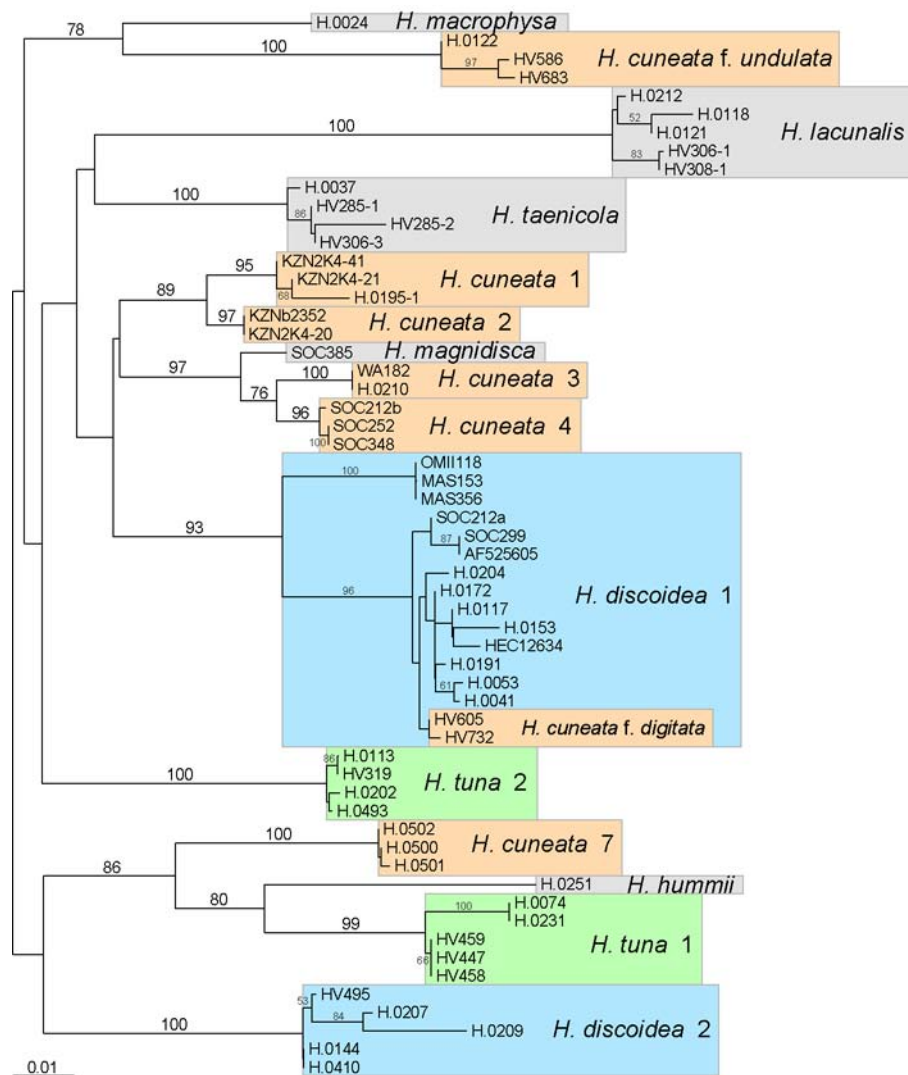 78
H.0024
H. macrophysa
100
H.0122
97
HV586
HV683
H. cuneata f. undulata
100
H.0212
52
H.0118
H.0121
83
HV306-1
HV308-1
H. lacunalis
100
H.0037
86
HV285-1
HV285-2
HV306-3
H. taenicola
89
95
KZN2K4-41
KZN2K4-21
68
H.0195-1
H. cuneata 1
97
KZNb2352
KZN2K4-20
H. cuneata 2
97
SOC385
H. magnidisca
76
100
WA182
H.0210
H. cuneata 3
96
SOC212b
SOC252
100
SOC348
H. cuneata 4
93
100
OMII118
MAS153
MAS356
96
SOC212a
87
SOC299
AF525605
H.0204
H.0172
H.0117
H.0153
HEC12634
H.0191
61
H.0053
H.0041
H. discoidea 1
HV605
HV732
H. cuneata f. digitata
100
86
H.0113
HV319
H.0202
H.0493
H. tuna 2
86
100
H.0502
H.0500
H.0501
H. cuneata 7
80
H.0251
H. hummii
99
100
H.0074
H.0231
HV459
66
HV447
HV458
H. tuna 1
100
53
HV495
84
H.0207
H.0209
H.0144
H.0410
H. discoidea 2
0.01